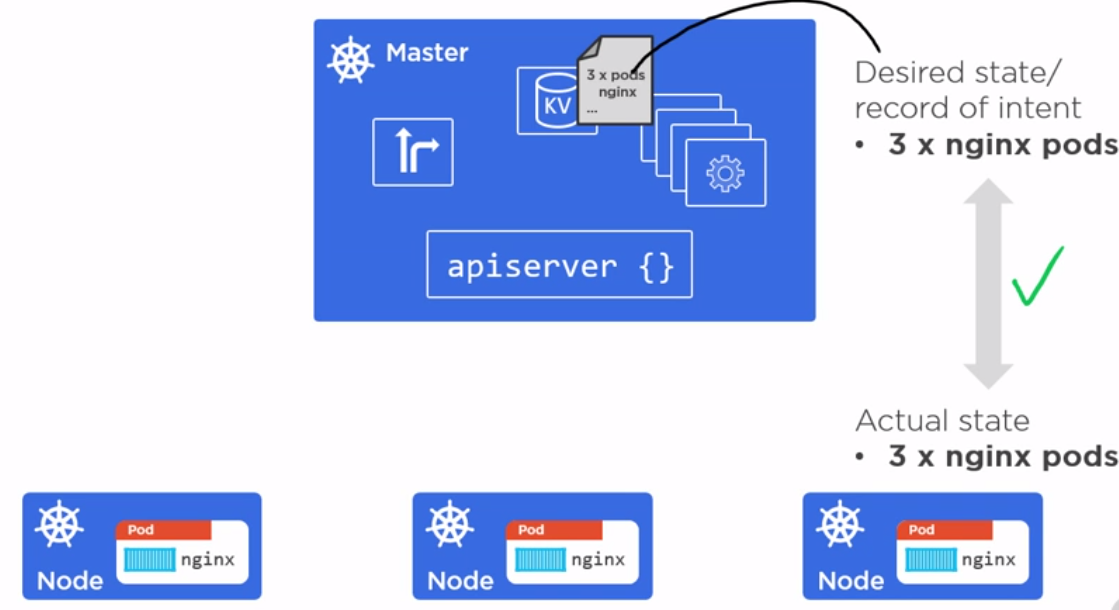 Master
3 x pods
nginx
...
KV
apiserver {}
Desired state/
record of intent
• 3 x nginx pods
Actual state
• 3 x nginx pods
Pod
nginx
Node
Pod
nginx
Node
Pod
nginx
Node